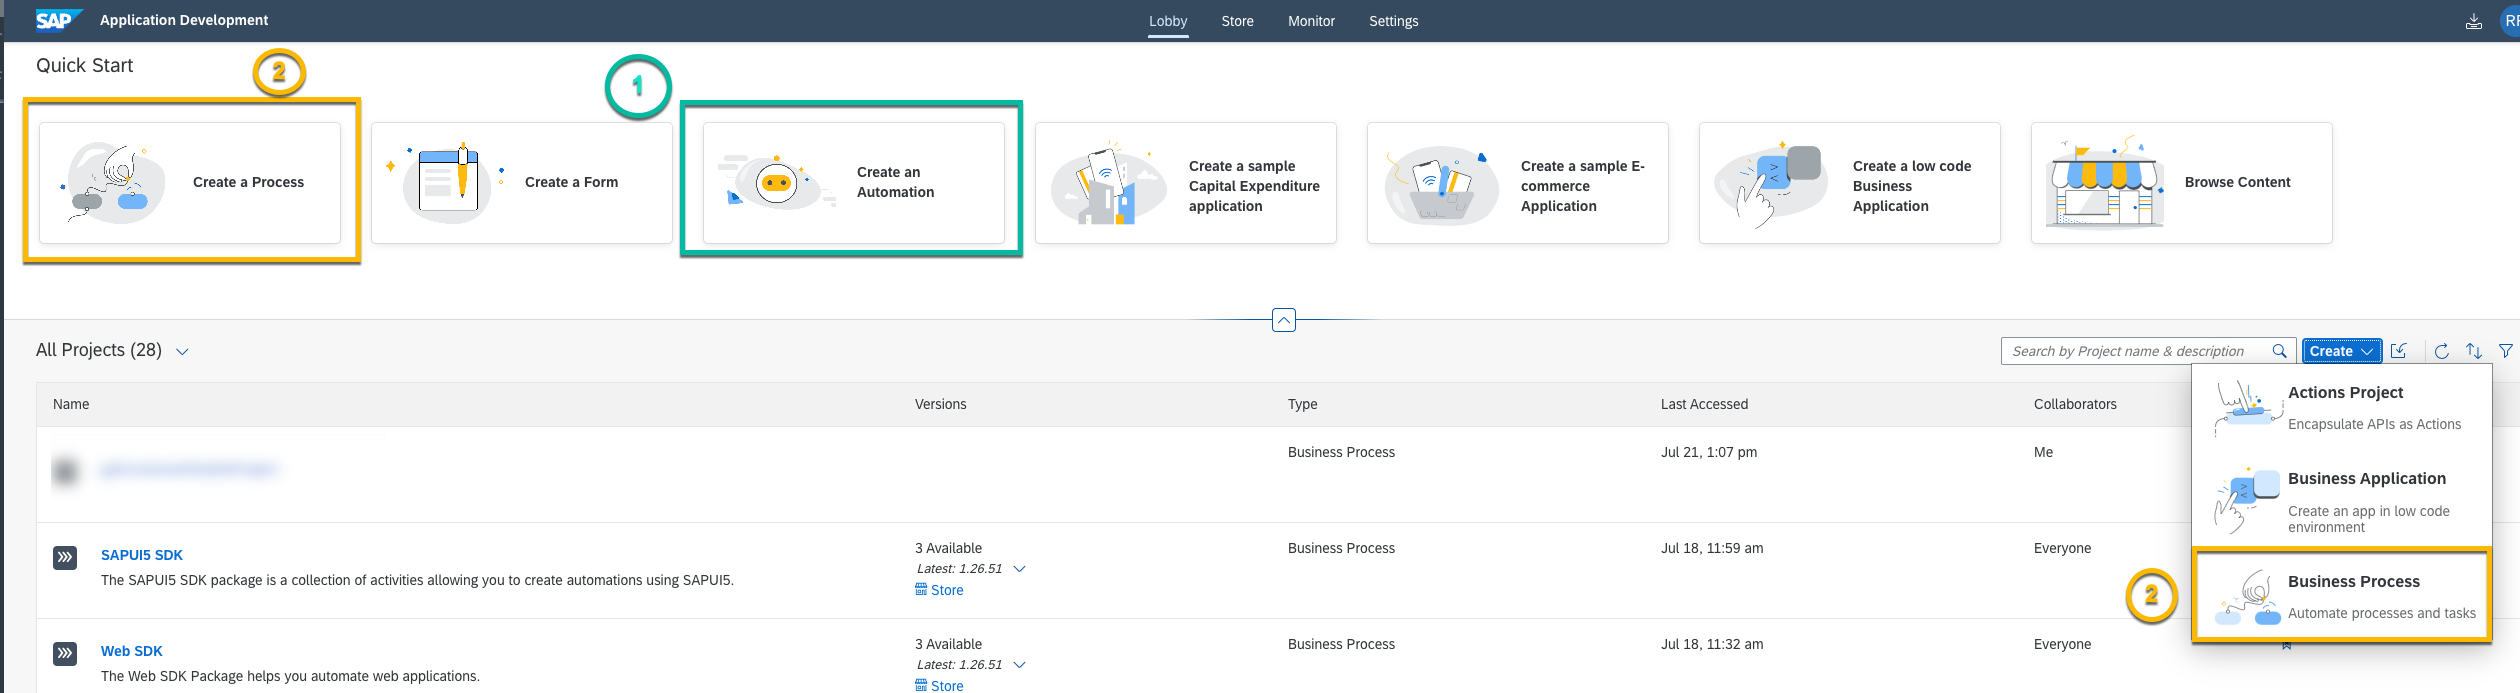 SAP
Application Development
Lobby
Store
Monitor
Settings
Quick Start
2
1
Create a Process
Create a Form
Create an
Automation
Create a sample
Capital Expenditure
application
Create a sample E-
commerce
Application
Create a low code
Business
Application
Browse Content
All Projects (28)
Search by Project name & description
Create
Name
Versions
Type
Last Accessed
Collaborators
Actions Project
Encapsulate APIs as Actions
Business Process
Jul 21, 1:07 pm
Me
Business Application
Create an app in low code
environment
SAPUI5 SDK
The SAPUI5 SDK package is a collection of activities allowing you to create automations using SAPUI5.
3 Available
Latest: 1.26.51
Store
Business Process
Jul 18, 11:59 am
Everyone
2
Business Process
Automate processes and tasks
Web SDK
The Web SDK Package helps you automate web applications.
3 Available
Latest: 1.26.51
Store
Business Process
Jul 18, 11:32 am
Everyone